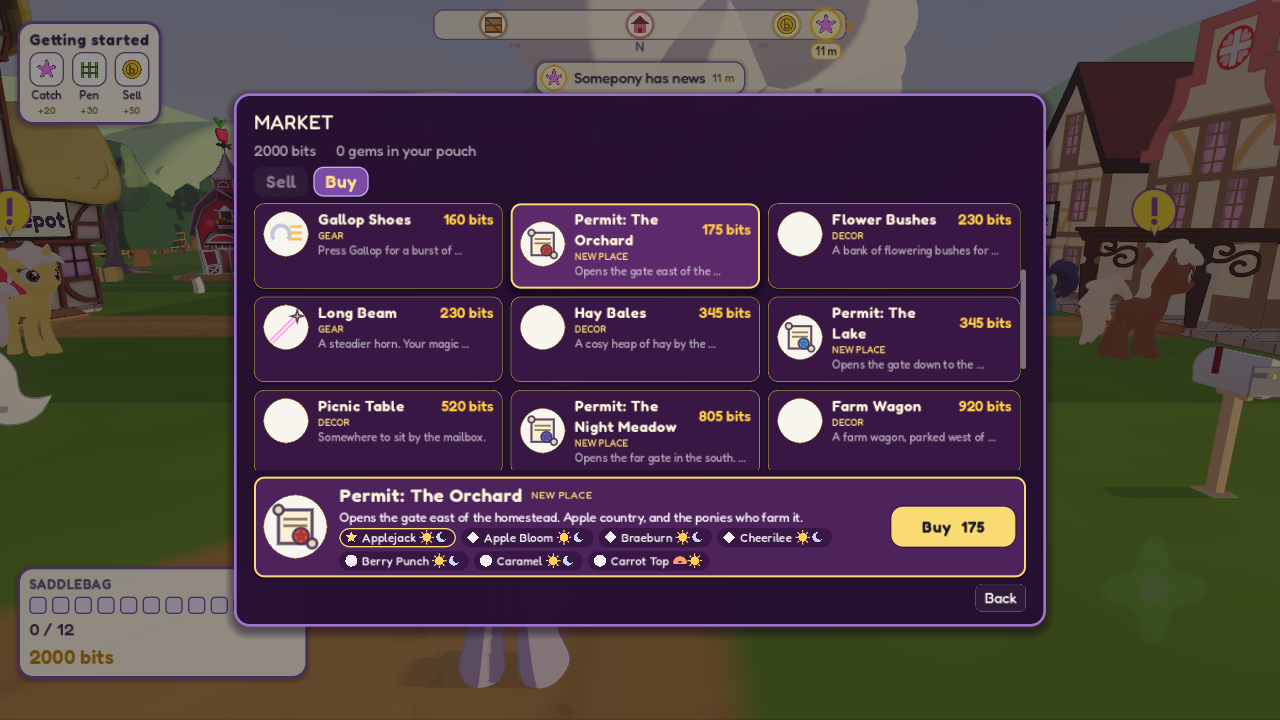 Getting started
Catch
Pen
Sell
+20
+30
+50
N
11 m
Somepony has news 11 m
MARKET
2000 bits 0 gems in your pouch
Sell Buy
Gallop Shoes 160 bits
GEAR
Press Gallop for a burst of ...
Permit: The Orchard 175 bits
NEW PLACE
Opens the gate east of the ...
Flower Bushes 230 bits
DECOR
A bank of flowering bushes for ...
Long Beam 230 bits
GEAR
A steadier horn. Your magic ...
Hay Bales 345 bits
DECOR
A cosy heap of hay by the ...
Permit: The Lake 345 bits
NEW PLACE
Opens the gate down to the ...
Picnic Table 520 bits
DECOR
Somewhere to sit by the mailbox.
Permit: The Night Meadow 805 bits
NEW PLACE
Opens the far gate in the south. ...
Farm Wagon 920 bits
DECOR
A farm wagon, parked west of ...
Permit: The Orchard NEW PLACE
Opens the gate east of the homestead. Apple country, and the ponies who farm it.
Applejack Apple Bloom Braeburn Cheerilee
Berry Punch Caramel Carrot Top
Buy 175
Back
SADDLEBAG
0 / 12
2000 bits